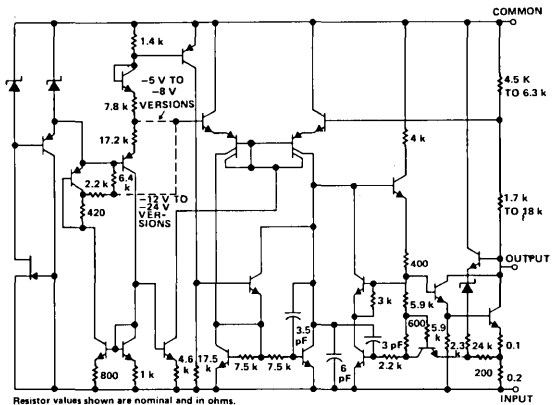 COMMON
1.4 k
−5 V TO
−8 V
VERSIONS
4.5 K
TO 6.3 k
7.8 k
17.2 k
4 k
2.2 k
6.4
k
420
−12 V TO
−24 V
VER-
SIONS
1.7 k
TO 18 k
OUTPUT
400
3 k
5.9 k
3.5
pF
600
5.9
k
3 pF
2.3
k
24 k
0.1
4.6
k
17.5 k
7.5 k
7.5 k
6
pF
2.2 k
200
0.2
800
1 k
INPUT
Resistor values shown are nominal and in ohms.